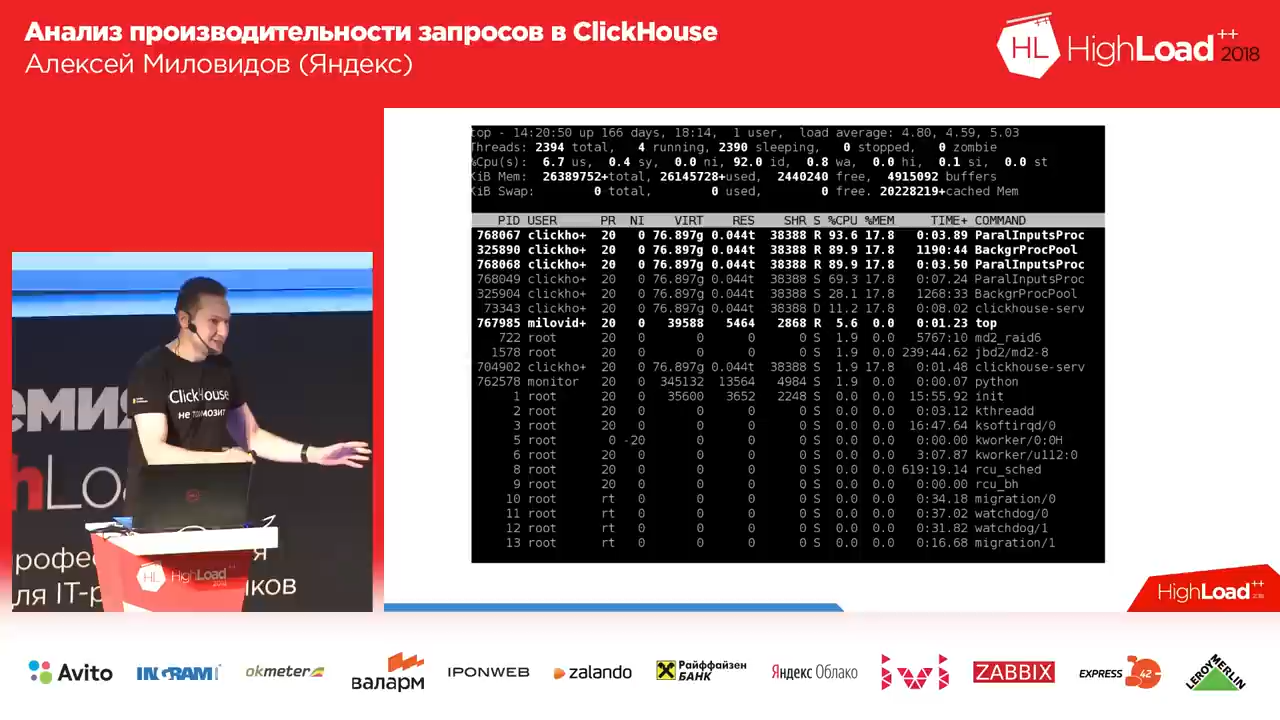 Анализ производительности запросов в ClickHouse
Алексей Миловидов (Яндекс)
HL HighLoad++ 2018
top - 14:20:50 up 166 days, 18:14, 1 user, load average: 4.80, 4.59, 5.03
Threads: 2394 total, 4 running, 2390 sleeping, 0 stopped, 0 zombie
%Cpu(s): 6.7 us, 0.4 sy, 0.0 ni, 92.0 id, 0.8 wa, 0.0 hi, 0.1 si, 0.0 st
KiB Mem: 26389752+total, 26145728+used, 2440240 free, 4915092 buffers
KiB Swap: 0 total, 0 used, 0 free. 20228219+cached Mem
PID USER PR NI VIRT RES SHR S %CPU %MEM TIME+ COMMAND
768067 clickho+ 20 0 76.897g 0.044t 38388 R 93.6 17.8 0:03.89 ParalInputsProc
325890 clickho+ 20 0 76.897g 0.044t 38388 R 89.9 17.8 1190:44 BackgrProcPool
768068 clickho+ 20 0 76.897g 0.044t 38388 R 89.9 17.8 0:03.50 ParalInputsProc
768049 clickho+ 20 0 76.897g 0.044t 38388 S 69.3 17.8 0:07.24 ParalInputsProc
325904 clickho+ 20 0 76.897g 0.044t 38388 S 28.1 17.8 1268:33 BackgrProcPool
73343 clickho+ 20 0 76.897g 0.044t 38388 D 11.2 17.8 0:08.02 clickhouse-serv
767985 milovid+ 20 0 39588 5464 2868 R 5.6 0.0 0:01.23 top
722 root 20 0 0 0 0 S 1.9 0.0 5767:10 md2_raid6
1578 root 20 0 0 0 0 S 1.9 0.0 239:44.62 jbd2/md2-8
704902 clickho+ 20 0 76.897g 0.044t 38388 S 1.9 17.8 0:01.48 clickhouse-serv
762578 monitor 20 0 345132 13564 4984 S 1.9 0.0 0:00.07 python
1 root 20 0 35600 3652 2248 S 0.0 0.0 15:55.92 init
2 root 20 0 0 0 0 S 0.0 0.0 0:03.12 kthreadd
3 root 20 0 0 0 0 S 0.0 0.0 16:47.64 ksoftirqd/0
5 root 0 -20 0 0 0 S 0.0 0.0 0:00.00 kworker/0:0H
6 root 20 0 0 0 0 S 0.0 0.0 3:07.87 kworker/u112:0
8 root 20 0 0 0 0 S 0.0 0.0 619:19.14 rcu_sched
9 root 20 0 0 0 0 S 0.0 0.0 0:00.00 rcu_bh
10 root rt 0 0 0 0 S 0.0 0.0 0:34.18 migration/0
11 root rt 0 0 0 0 S 0.0 0.0 0:37.02 watchdog/0
12 root rt 0 0 0 0 S 0.0 0.0 0:31.82 watchdog/1
13 root rt 0 0 0 0 S 0.0 0.0 0:16.68 migration/1
ClickHouse
не тормозит
емия
hLo
рофес я
ля IT-р иков
HL HighLoad++
HighLoad++
Avito INGRAM okmeter ВАЛАРМ IPONWEB zalando Райффайзен БАНК Яндекс Облако ivi ZABBIX EXPRESS 42 LEROY MERLIN